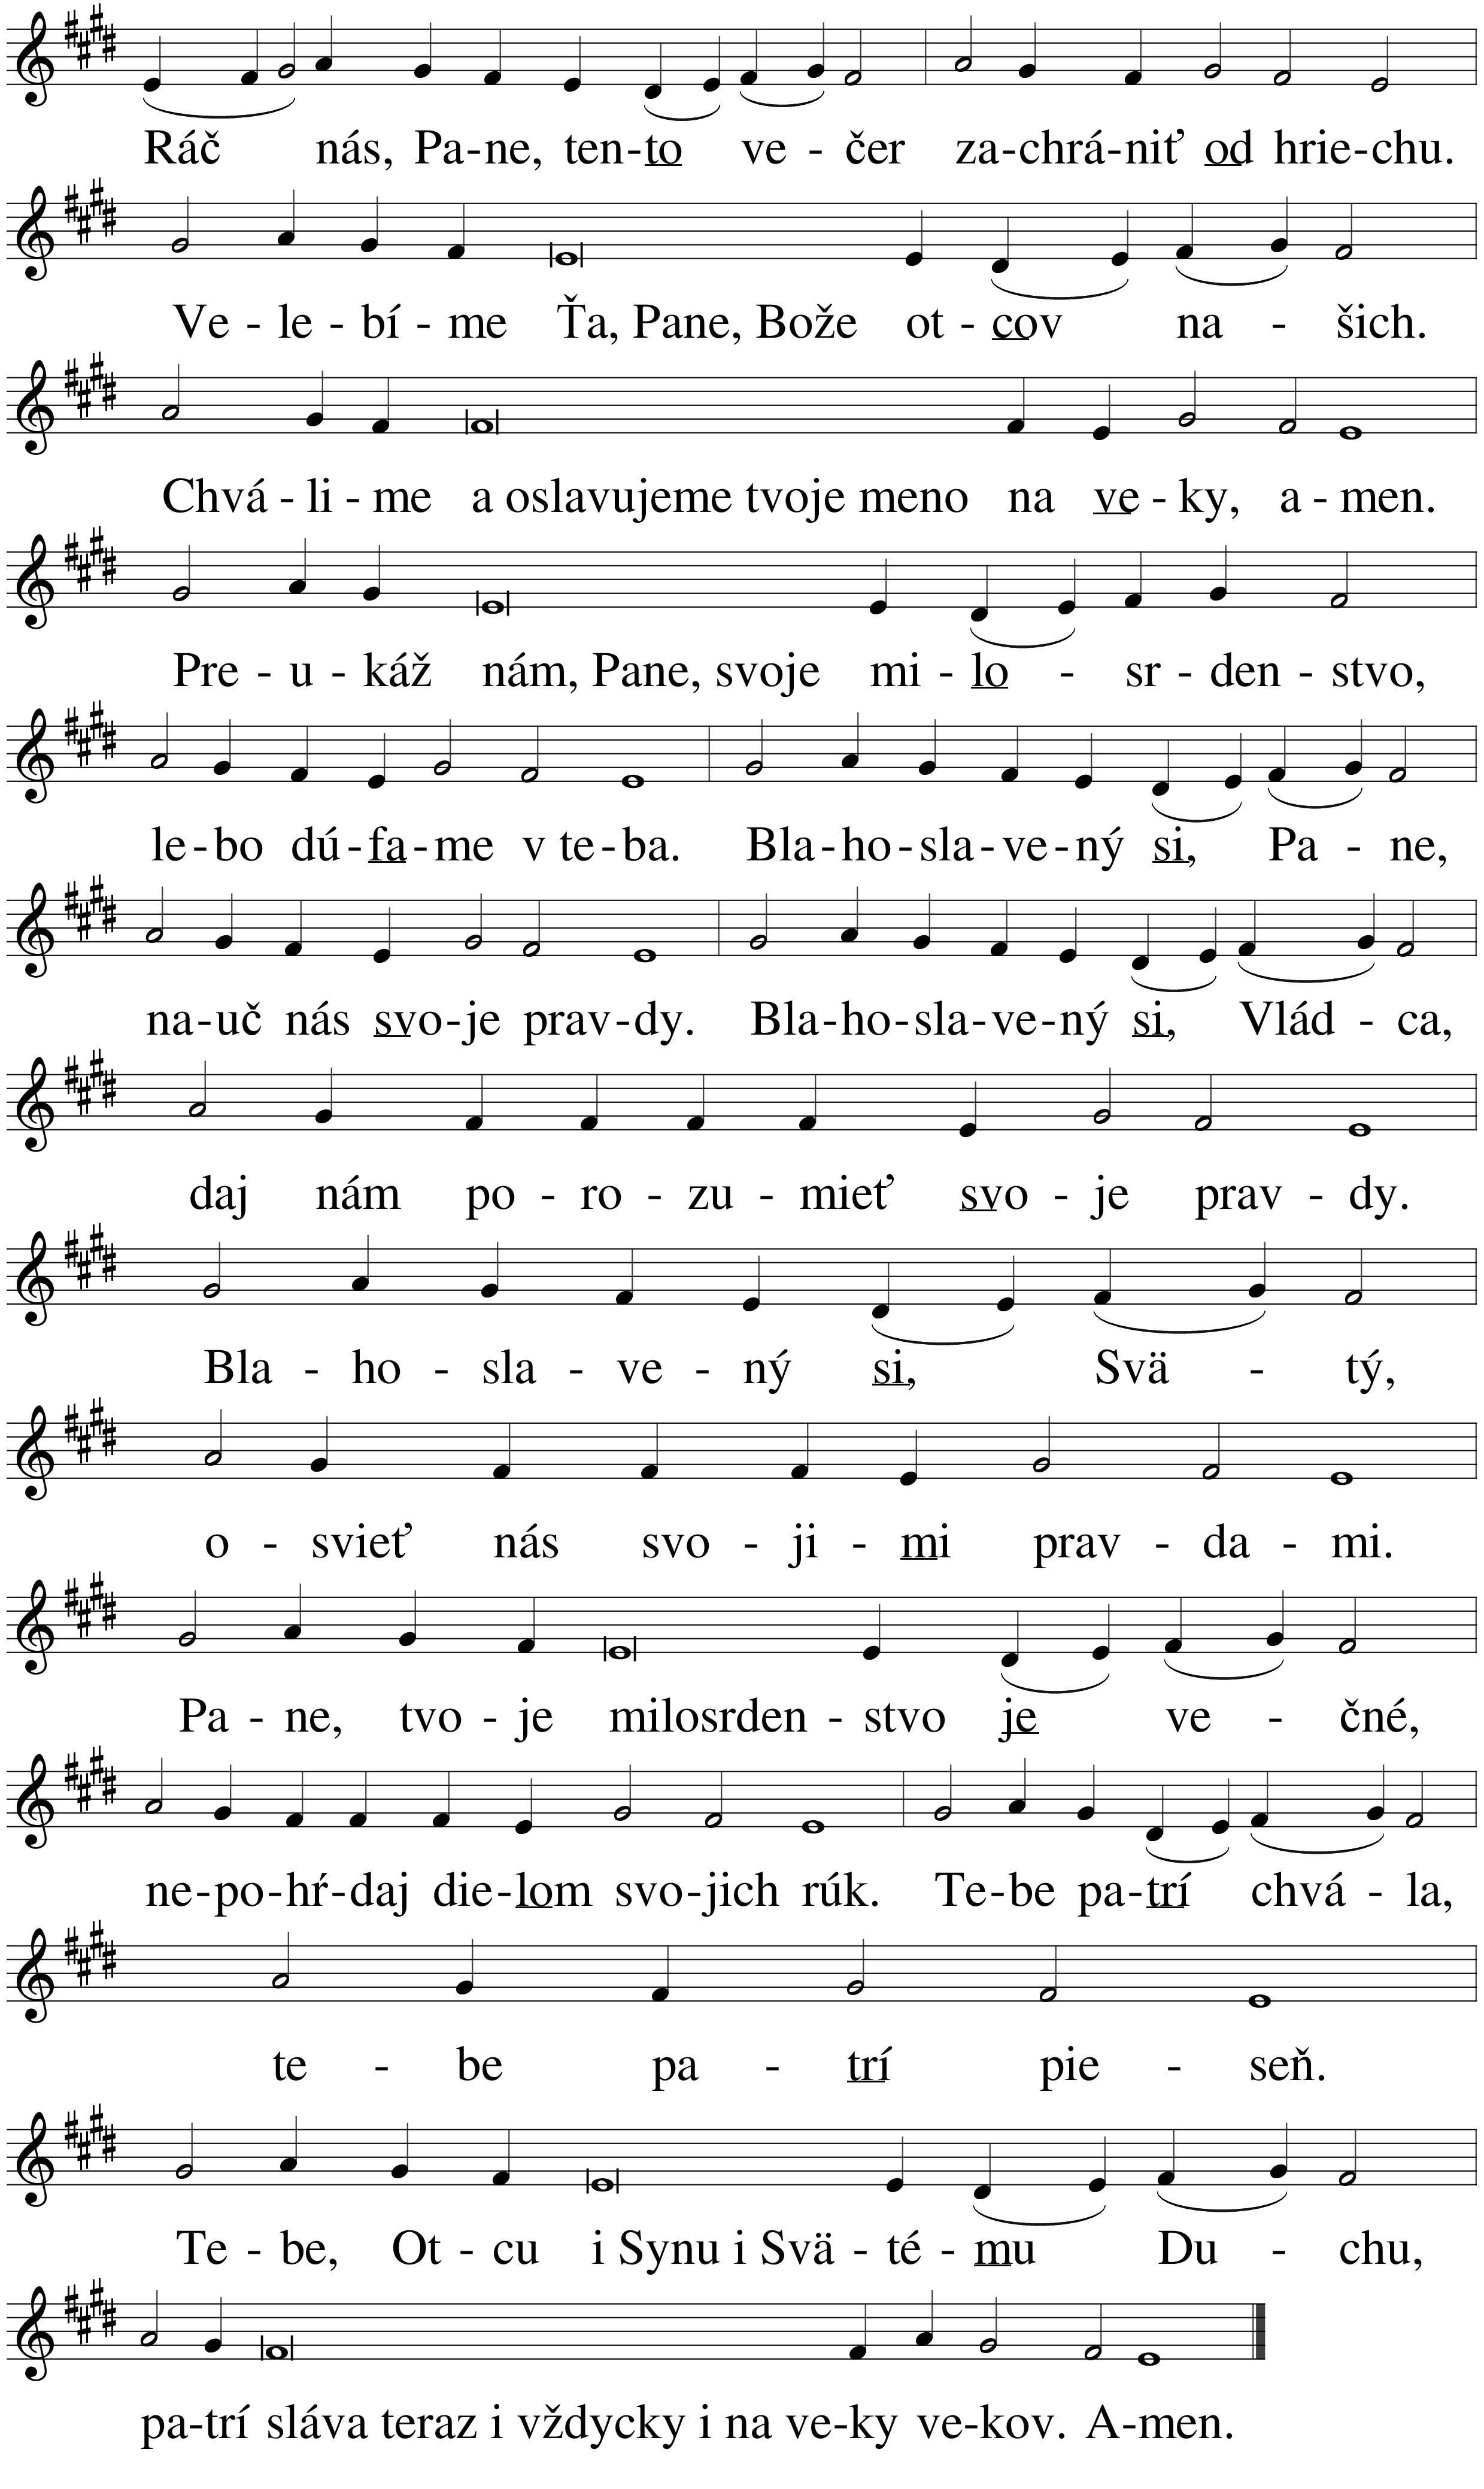 Ráč nás, Pa-ne, ten-to ve - čer za-chrá-niť od hrie-chu.
Ve - le - bí - me Ťa, Pane, Bože ot - cov na - šich.
Chvá - li - me a oslavujeme tvoje meno na ve - ky, a - men.
Pre - u - káž nám, Pane, svoje mi - lo - sr - den - stvo,
le-bo dú-fa-me v te-ba. Bla-ho-sla-ve-ný si, Pa - ne,
na-uč nás svo-je prav-dy. Bla-ho-sla-ve-ný si, Vlád - ca,
daj nám po - ro - zu - mieť svo - je prav - dy.
Bla - ho - sla - ve - ný si, Svä - tý,
o - svieť nás svo - ji - mi prav - da - mi.
Pa - ne, tvo - je milosrden - stvo je ve - čné,
ne-po-hŕ-daj die-lom svo-jich rúk. Te-be pa-trí chvá - la,
te - be pa - trí pie - seň.
Te - be, Ot - cu i Synu i Svä - té - mu Du - chu,
pa-trí sláva teraz i vždycky i na ve-ky ve-kov. A-men.